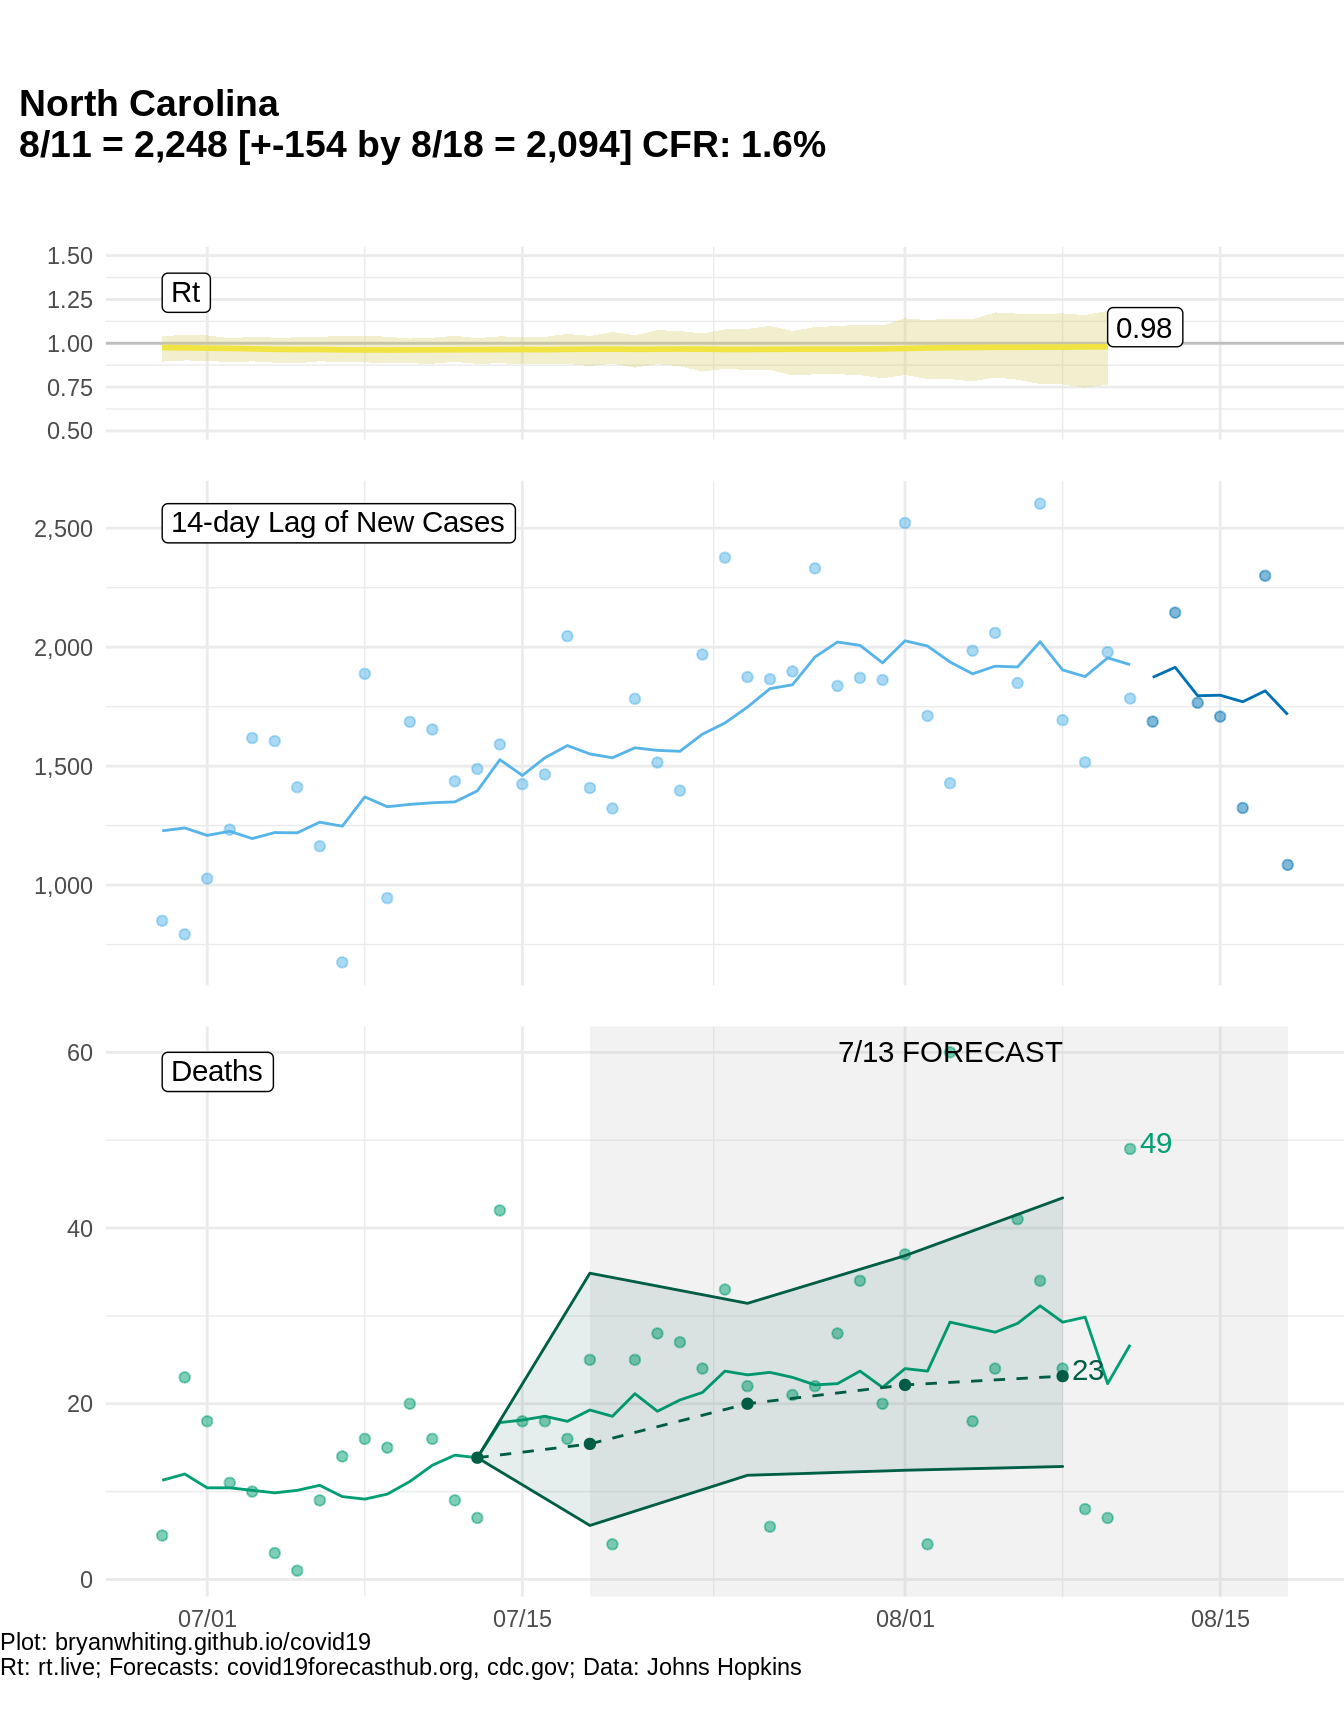 North Carolina
8/11 = 2,248 [+-154 by 8/18 = 2,094] CFR: 1.6%
1.50
1.25
1.00
0.75
0.50
Rt
0.98
2,500
2,000
1,500
1,000
14-day Lag of New Cases
60
40
20
0
Deaths
7/13 FORECAST
49
23
07/01
07/15
08/01
08/15
Plot: bryanwhiting.github.io/covid19
Rt: rt.live; Forecasts: covid19forecasthub.org, cdc.gov; Data: Johns Hopkins